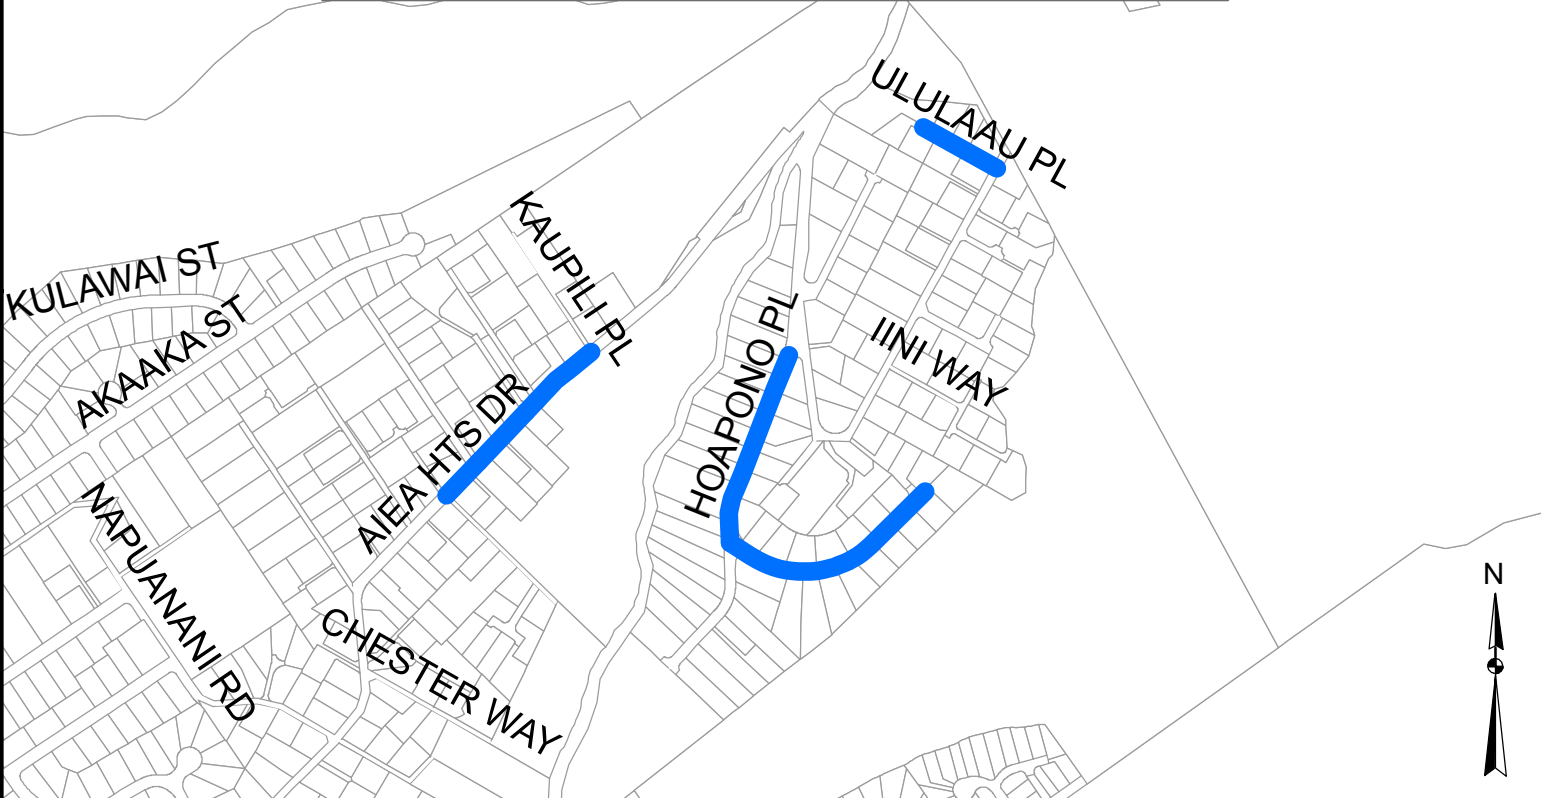 ULULAAU PL
KAUPILI PL
KULAWAI ST
AKAAKA ST
HOAPONO PL
IINI WAY
AIEA HTS DR
NAPUANANI RD
N
CHESTER WAY